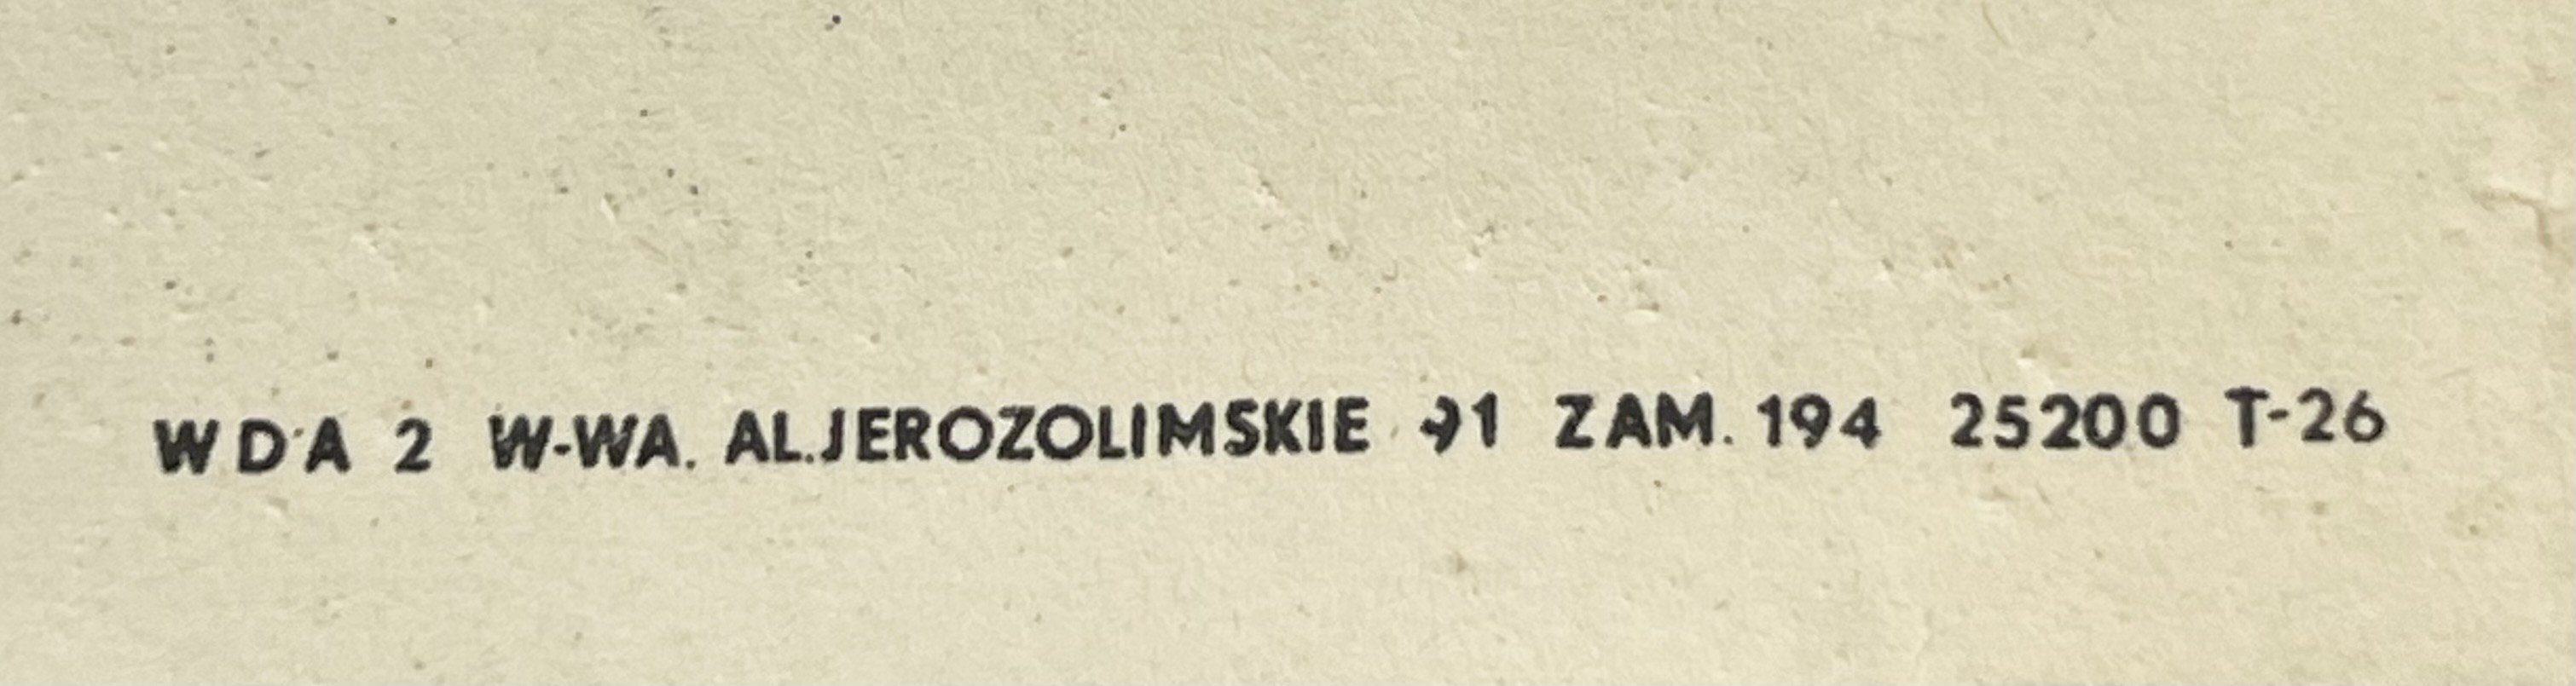 WDA 2 W-WA. AL.JEROZOLIMSKIE 91 ZAM. 194 25200 T-26